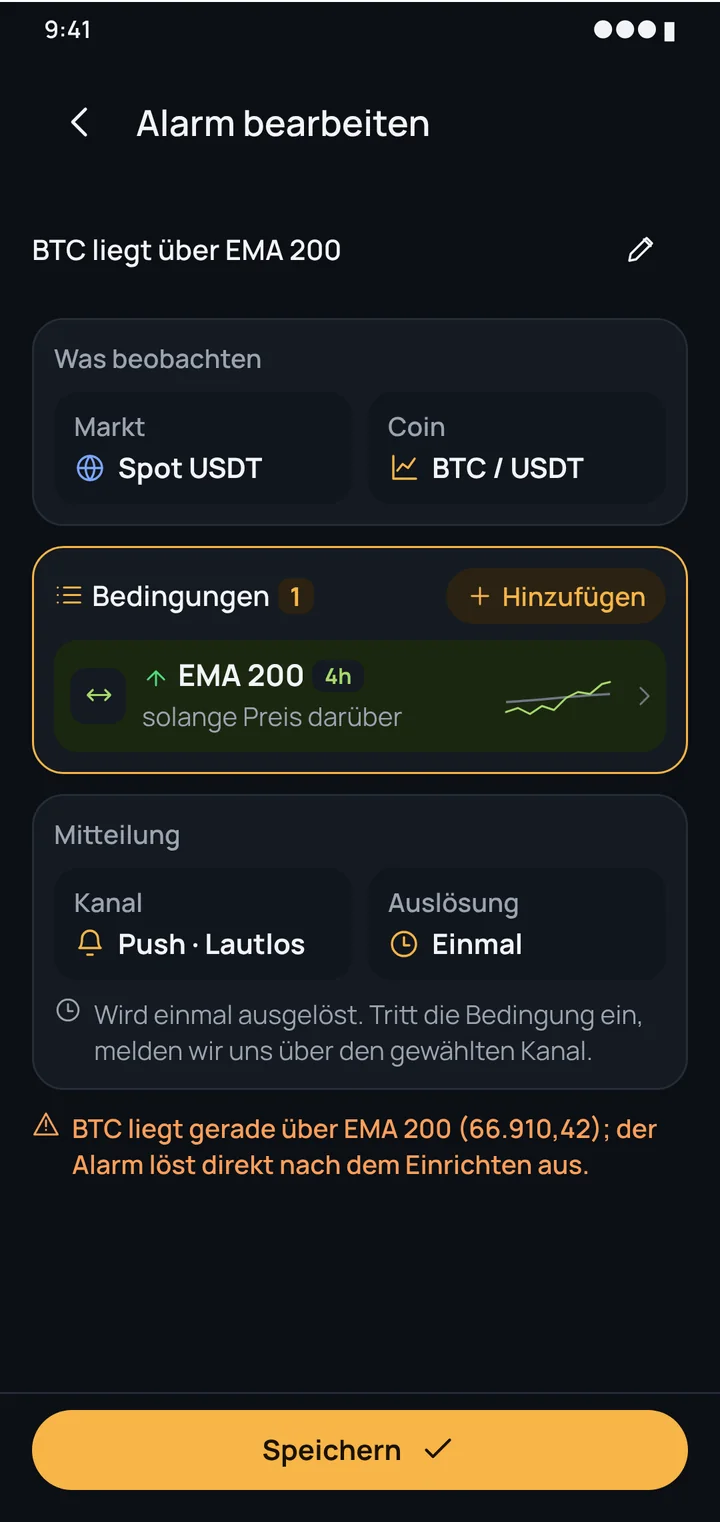 9:41
Alarm bearbeiten
BTC liegt über EMA 200
Was beobachten
Markt
Spot USDT
Coin
BTC / USDT
Bedingungen 1
+ Hinzufügen
EMA 200 4h
solange Preis darüber
Mitteilung
Kanal
Push · Lautlos
Auslösung
Einmal
Wird einmal ausgelöst. Tritt die Bedingung ein,
melden wir uns über den gewählten Kanal.
BTC liegt gerade über EMA 200 (66.910,42); der
Alarm löst direkt nach dem Einrichten aus.
Speichern